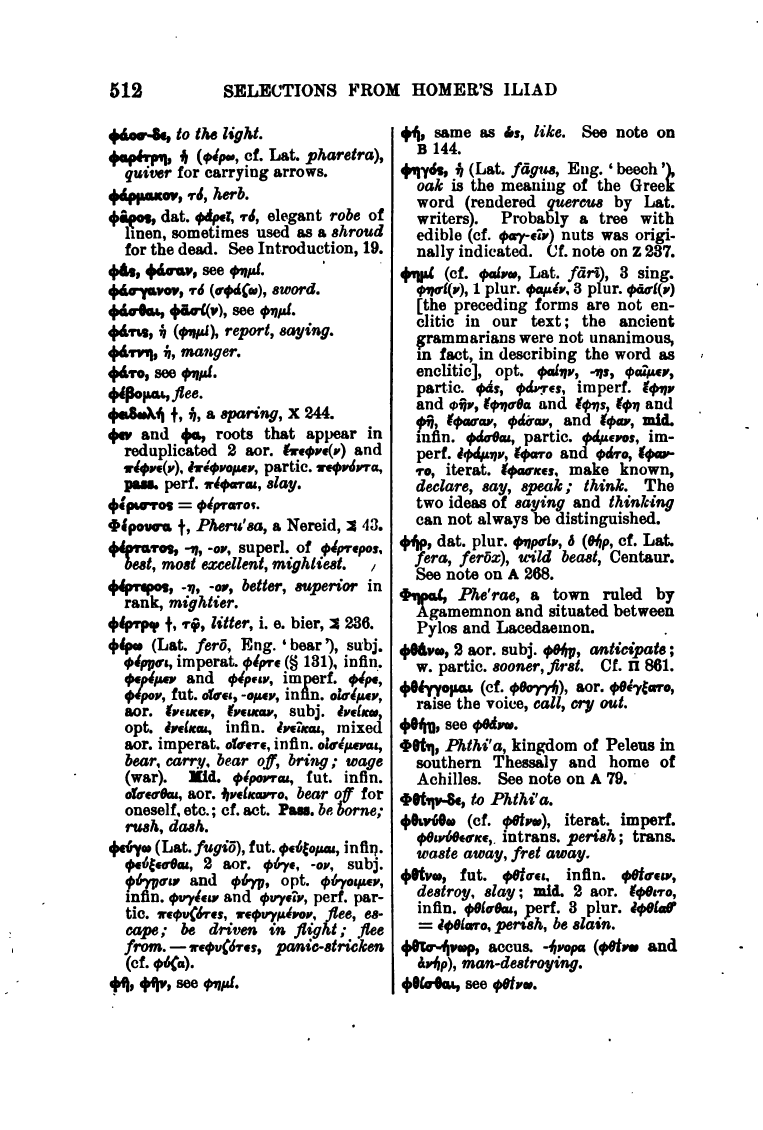 512 SELECTIONS FROM HOMER'S ILIAD
φάοσ-δε, to the light.
φαρέτρη, ἡ (φέρω, cf. Lat. pharetra),
quiver for carrying arrows.
φάρμακον, τό, herb.
φᾶρος, dat. φάρεϊ, τό, elegant robe of
linen, sometimes used as a shroud
for the dead. See Introduction, 19.
φάς, φάσαν, see φημί.
φάσγανον, τό (σφάζω), sword.
φάσθαι, φᾱσί(ν), see φημί.
φάτις, ἡ (φημί), report, saying.
φάτνη, ἡ, manger.
φάτο, see φημί.
φέβομαι, flee.
φειδωλή †, ἡ, a sparing, Χ 244.
φεν and φα, roots that appear in
reduplicated 2 aor. ἔπεφνε(ν) and
πέφνε(ν), ἐπέφνομεν, partic. πεφνόντα,
pass. perf. πέφαται, slay.
φέριστος = φέρτατος.
Φέρουσα †, Pheru'sa, a Nereid, Σ 43.
φέρτατος, -η, -ον, superl. of φέρτερος,
best, most excellent, mightiest.
φέρτερος, -η, -ον, better, superior in
rank, mightier.
φέρτρῳ †, τῷ, litter, i. e. bier, Σ 236.
φέρω (Lat. ferō, Eng. ‘bear’), subj.
φέρῃσι, imperat. φέρτε (§ 131), infin.
φερέμεν and φέρειν, imperf. φέρε,
φέρον, fut. οἴσει, -ομεν, infin. οἰσέμεν,
aor. ἔνεικεν, ἔνεικαν, subj. ἐνείκω,
opt. ἐνείκαι, infin. ἐνεῖκαι, mixed
aor. imperat. οἴσετε, infin. οἰσέμεναι,
bear, carry, bear off, bring; wage
(war). Mid. φέρονται, fut. infin.
οἴσεσθαι, aor. ἠνείκαντο, bear off for
oneself, etc.; cf. act. Pass. be borne;
rush, dash.
φεύγω (Lat. fugiō), fut. φεύξομαι, infin.
φεύξεσθαι, 2 aor. φύγε, -ον, subj.
φύγῃσιν and φύγῃ, opt. φύγοιμεν,
infin. φυγέειν and φυγεῖν, perf. par-
tic. πεφυζότες, πεφυγμένον, flee, es-
cape; be driven in flight; flee
from.—πεφυζότες, panic-stricken
(cf. φύζα).
φῆ, φῆν, see φημί.
φή, same as ὡς, like. See note on
Β 144.
φηγός, ἡ (Lat. fāgus, Eng. ‘beech’),
oak is the meaning of the Greek
word (rendered quercus by Lat.
writers). Probably a tree with
edible (cf. φαγ-εῖν) nuts was origi-
nally indicated. Cf. note on Ζ 237.
φημί (cf. φαίνω, Lat. fārī), 3 sing.
φησί(ν), 1 plur. φαμέν, 3 plur. φᾱσί(ν)
[the preceding forms are not en-
clitic in our text; the ancient
grammarians were not unanimous,
in fact, in describing the word as
enclitic], opt. φαίην, -ης, φαῖμεν,
partic. φάς, φάντες, imperf. ἔφην
and φῆν, ἔφησθα and ἔφης, ἔφη and
φῆ, ἔφασαν, φάσαν, and ἔφαν, mid.
infin. φάσθαι, partic. φάμενος, im-
perf. ἐφάμην, ἔφατο and φάτο, ἔφαν-
το, iterat. ἔφασκες, make known,
declare, say, speak; think. The
two ideas of saying and thinking
can not always be distinguished.
φήρ, dat. plur. φηρσίν, ὁ (θήρ, cf. Lat.
fera, ferōx), wild beast, Centaur.
See note on Α 268.
Φηραί, Phe'rae, a town ruled by
Agamemnon and situated between
Pylos and Lacedaemon.
φθάνω, 2 aor. subj. φθήῃ, anticipate;
w. partic. sooner, first. Cf. Π 861.
φθέγγομαι (cf. φθογγή), aor. φθέγξατο,
raise the voice, call, cry out.
φθήῃ, see φθάνω.
Φθίη, Phthi'a, kingdom of Peleus in
southern Thessaly and home of
Achilles. See note on Α 79.
Φθίην-δε, to Phthi'a.
φθινύθω (cf. φθίνω), iterat. imperf.
φθινύθεσκε, intrans. perish; trans.
waste away, fret away.
φθίνω, fut. φθίσει, infin. φθίσειν,
destroy, slay; mid. 2 aor. ἔφθιτο,
infin. φθίσθαι, perf. 3 plur. ἐφθίαθ'
= ἐφθίατο, perish, be slain.
φθῑσ-ήνωρ, accus. -ήνορα (φθίνω and
ἀνήρ), man-destroying.
φθίσθαι, see φθίνω.